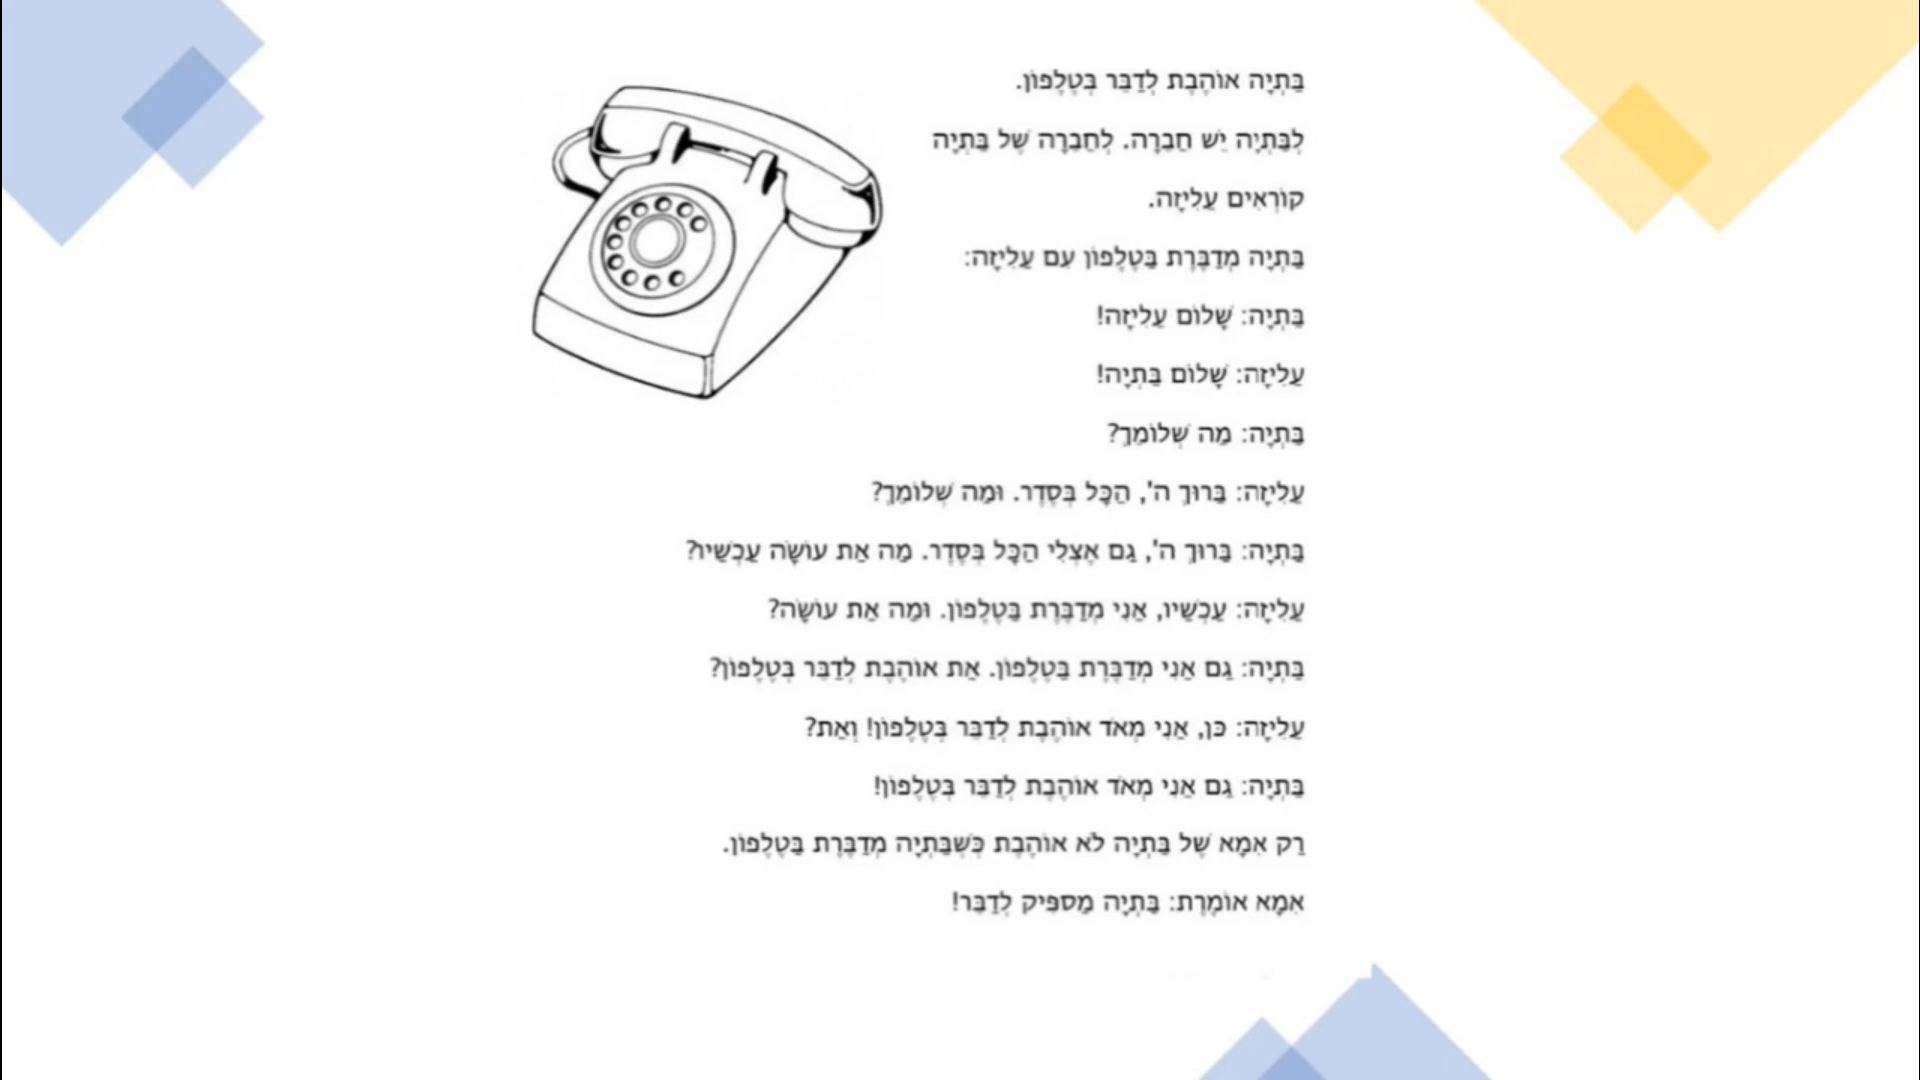 בַּתְיָה אוֹהֶבֶת לְדַבֵּר בְּטֶלֶפוֹן.
לְבַּתְיָה יֵשׁ חֲבֵרָה. לַחֲבֵרָה שֶׁל בַּתְיָה
קוֹרְאִים עֲלִיזָה.
בַּתְיָה מְדַבֶּרֶת בַּטֶלֶפוֹן עִם עֲלִיזָה:
בַּתְיָה: שָׁלוֹם עֲלִיזָה!
עֲלִיזָה: שָׁלוֹם בַּתְיָה!
בַּתְיָה: מַה שְׁלוֹמֵךְ?
עֲלִיזָה: בָּרוּךְ ה', הַכֹּל בְּסֵדֶר. וּמַה שְׁלוֹמֵךְ?
בַּתְיָה: בָּרוּךְ ה', גַם אֶצְלִי הַכֹּל בְּסֵדֶר. מַה אַת עוֹשָׂה עַכְשַׁיו?
עֲלִיזָה: עַכְשַׁיו, אֲנִי מְדַבֶּרֶת בַּטֶלֶפוֹן. וּמַה אַת עוֹשָׂה?
בַּתְיָה: גַם אֲנִי מְדַבֶּרֶת בַּטֶלֶפוֹן. אַת אוֹהֶבֶת לְדַבֵּר בְּטֶלֶפוֹן?
עֲלִיזָה: כֵּן, אֲנִי מְאֹד אוֹהֶבֶת לְדַבֵּר בְּטֶלֶפוֹן! וְאַת?
בַּתְיָה: גַם אֲנִי מְאֹד אוֹהֶבֶת לְדַבֵּר בְּטֶלֶפוֹן!
רַק אִמָא שֶׁל בַּתְיָה לֹא אוֹהֶבֶת כְּשֶׁבַּתְיָה מְדַבֶּרֶת בַּטֶלֶפוֹן.
אִמָא אוֹמֶרֶת: בַּתְיָה מַסְפִּיק לְדַבֵּר!